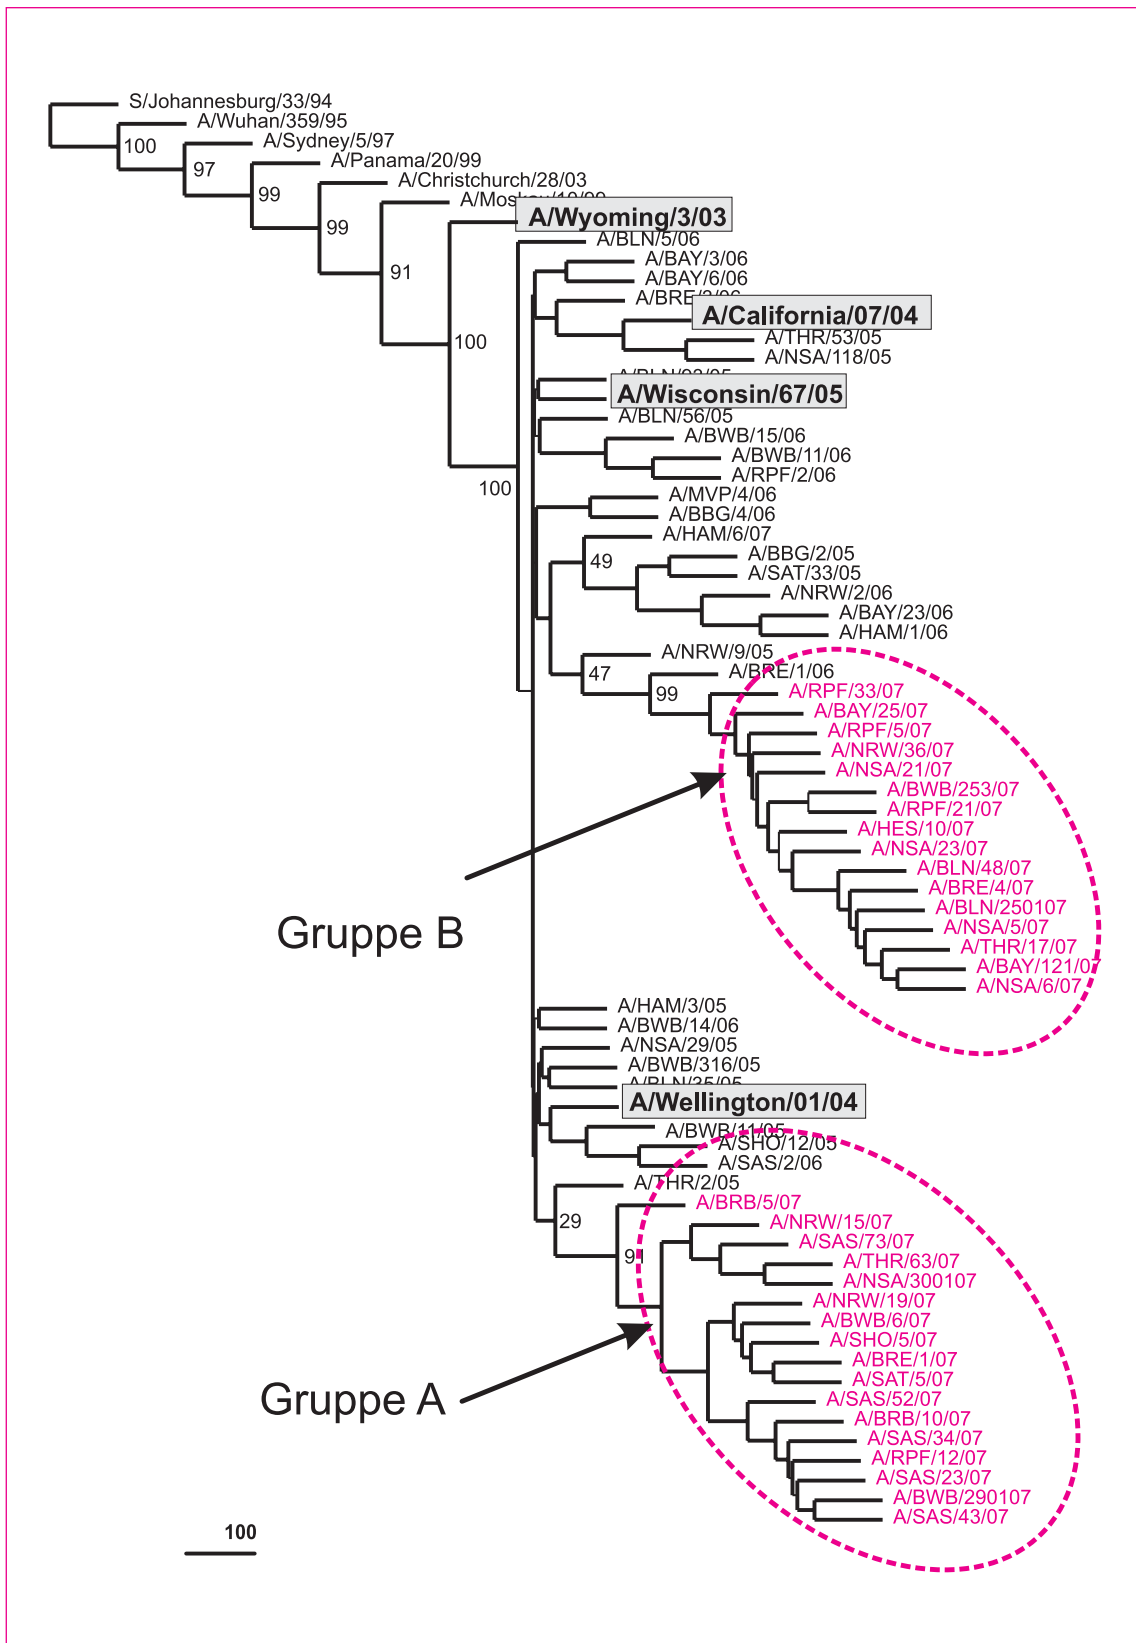 S/Johannesburg/33/94
A/Wuhan/359/95
100
A/Sydney/5/97
97
A/Panama/20/99
99
A/Christchurch/28/03
99
A/Wyoming/3/03
91
A/BLN/5/06
A/BAY/3/06
A/BAY/6/06
A/California/07/04
100
A/THR/53/05
A/NSA/118/05
A/Wisconsin/67/05
A/BLN/56/05
A/BWB/15/06
A/BWB/11/06
A/RPF/2/06
100
A/MVP/4/06
A/BBG/4/06
A/HAM/6/07
49
A/BBG/2/05
A/SAT/33/05
A/NRW/2/06
A/BAY/23/06
A/HAM/1/06
A/NRW/9/05
47
A/BRE/1/06
99
A/RPF/33/07
A/BAY/25/07
A/RPF/5/07
A/NRW/36/07
A/NSA/21/07
A/BWB/253/07
A/RPF/21/07
A/HES/10/07
A/NSA/23/07
A/BLN/48/07
A/BRE/4/07
A/BLN/250107
Gruppe B
A/NSA/5/07
A/THR/17/07
A/BAY/121/07
A/NSA/6/07
A/HAM/3/05
A/BWB/14/06
A/NSA/29/05
A/BWB/316/05
A/BLN/35/05
A/Wellington/01/04
A/BWB/11/05
A/SHO/12/05
A/SAS/2/06
A/THR/2/05
29
A/BRB/5/07
91
A/NRW/15/07
A/SAS/73/07
A/THR/63/07
A/NSA/300107
A/NRW/19/07
A/BWB/6/07
A/SHO/5/07
A/BRE/1/07
A/SAT/5/07
Gruppe A
A/SAS/52/07
A/BRB/10/07
A/SAS/34/07
A/RPF/12/07
A/SAS/23/07
A/BWB/290107
A/SAS/43/07
100